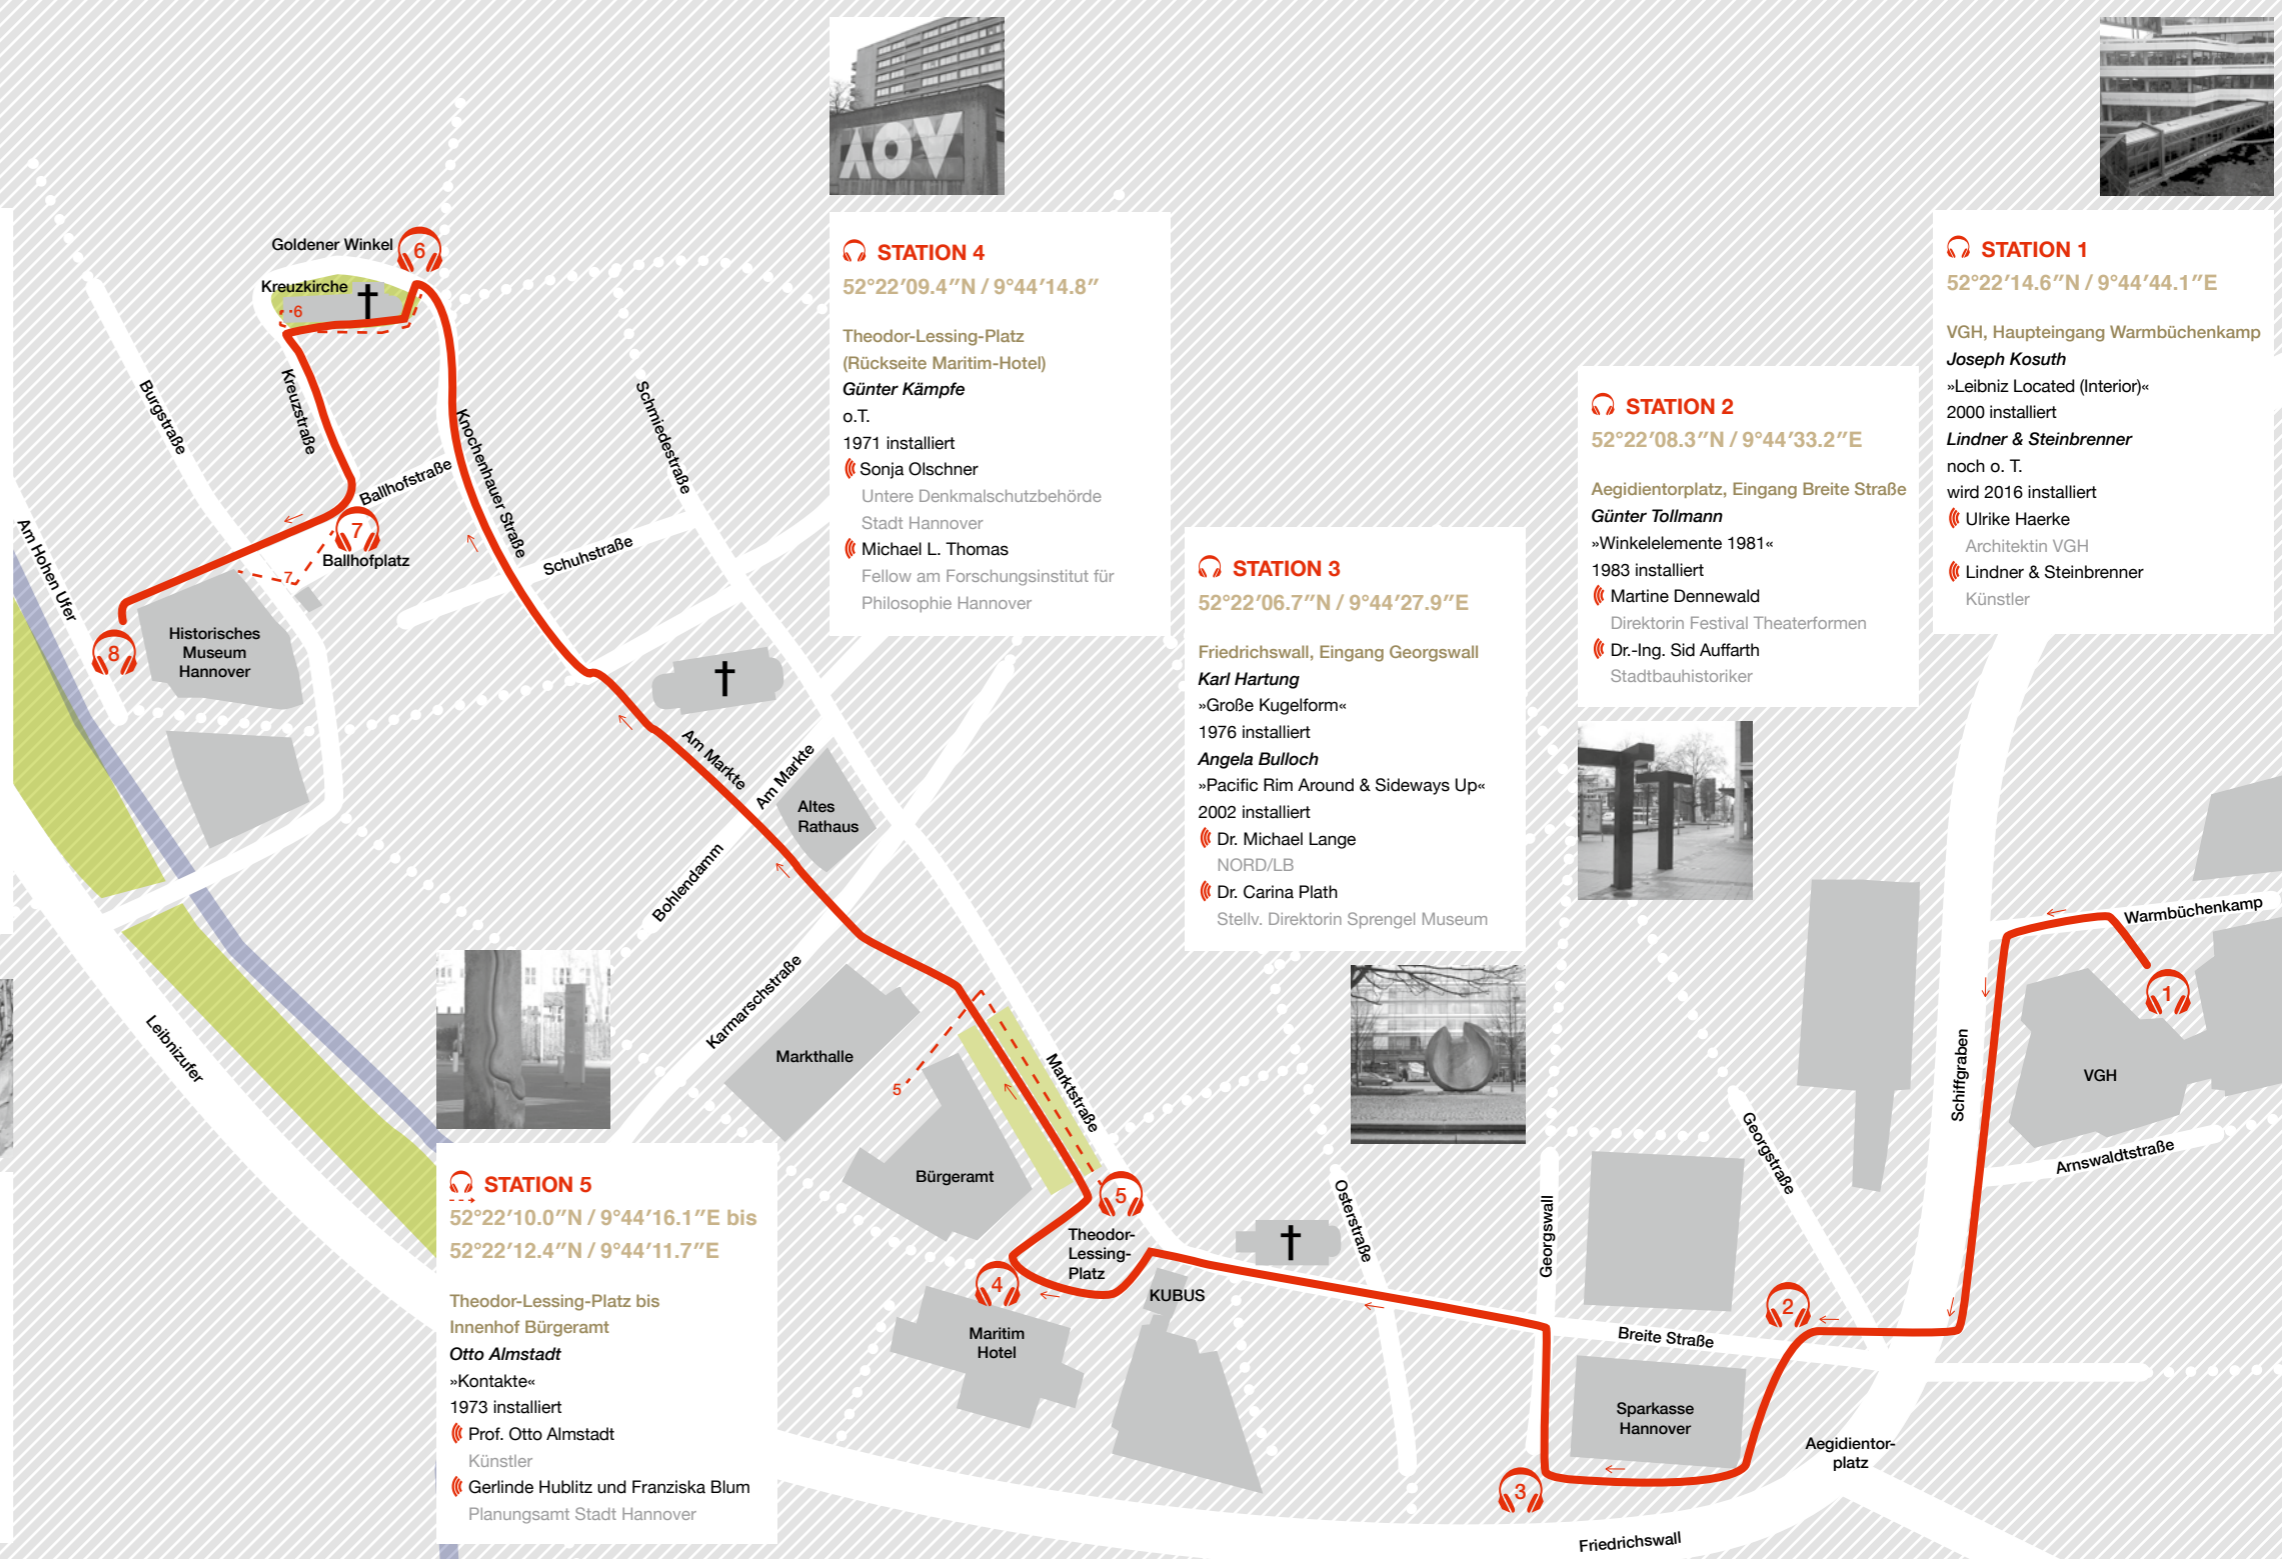 STATION 4
52°22′09.4″N / 9°44′14.8″
Theodor-Lessing-Platz
(Rückseite Maritim-Hotel)
Günter Kämpfe
o.T.
1971 installiert
Sonja Olschner
Untere Denkmalschutzbehörde
Stadt Hannover
Michael L. Thomas
Fellow am Forschungsinstitut für
Philosophie Hannover
STATION 1
52°22′14.6″N / 9°44′44.1″E
VGH, Haupteingang Warmbüchenkamp
Joseph Kosuth
»Leibniz Located (Interior)«
2000 installiert
Lindner & Steinbrenner
noch o. T.
wird 2016 installiert
Ulrike Haerke
Architektin VGH
Lindner & Steinbrenner
Künstler
STATION 2
52°22′08.3″N / 9°44′33.2″E
Aegidientorplatz, Eingang Breite Straße
Günter Tollmann
»Winkelelemente 1981«
1983 installiert
Martine Dennewald
Direktorin Festival Theaterformen
Dr.-Ing. Sid Auffarth
Stadtbauhistoriker
STATION 3
52°22′06.7″N / 9°44′27.9″E
Friedrichswall, Eingang Georgswall
Karl Hartung
»Große Kugelform«
1976 installiert
Angela Bulloch
»Pacific Rim Around & Sideways Up«
2002 installiert
Dr. Michael Lange
NORD/LB
Dr. Carina Plath
Stellv. Direktorin Sprengel Museum
STATION 5
52°22′10.0″N / 9°44′16.1″E bis
52°22′12.4″N / 9°44′11.7″E
Theodor-Lessing-Platz bis
Innenhof Bürgeramt
Otto Almstadt
»Kontakte«
1973 installiert
Prof. Otto Almstadt
Künstler
Gerlinde Hublitz und Franziska Blum
Planungsamt Stadt Hannover
Goldener Winkel
6
Kreuzkirche
6
Burgstraße
Kreuzstraße
Knochenhauer Straße
Schmiedestraße
Ballhofstraße
7
Ballhofplatz
7
Am Hohen Ufer
Schuhstraße
8
Historisches
Museum
Hannover
Am Markte
Am Markte
Altes
Rathaus
Bohlendamm
Karmarschstraße
Leibnizufer
Markthalle
5
Marktstraße
Bürgeramt
5
Theodor-
Lessing-
Platz
4
KUBUS
Maritim
Hotel
Osterstraße
Georgswall
Georgstraße
Schiffgraben
Warmbüchenkamp
1
VGH
Arnswaldtstraße
2
Breite Straße
Sparkasse
Hannover
Aegidientor-
platz
3
Friedrichswall